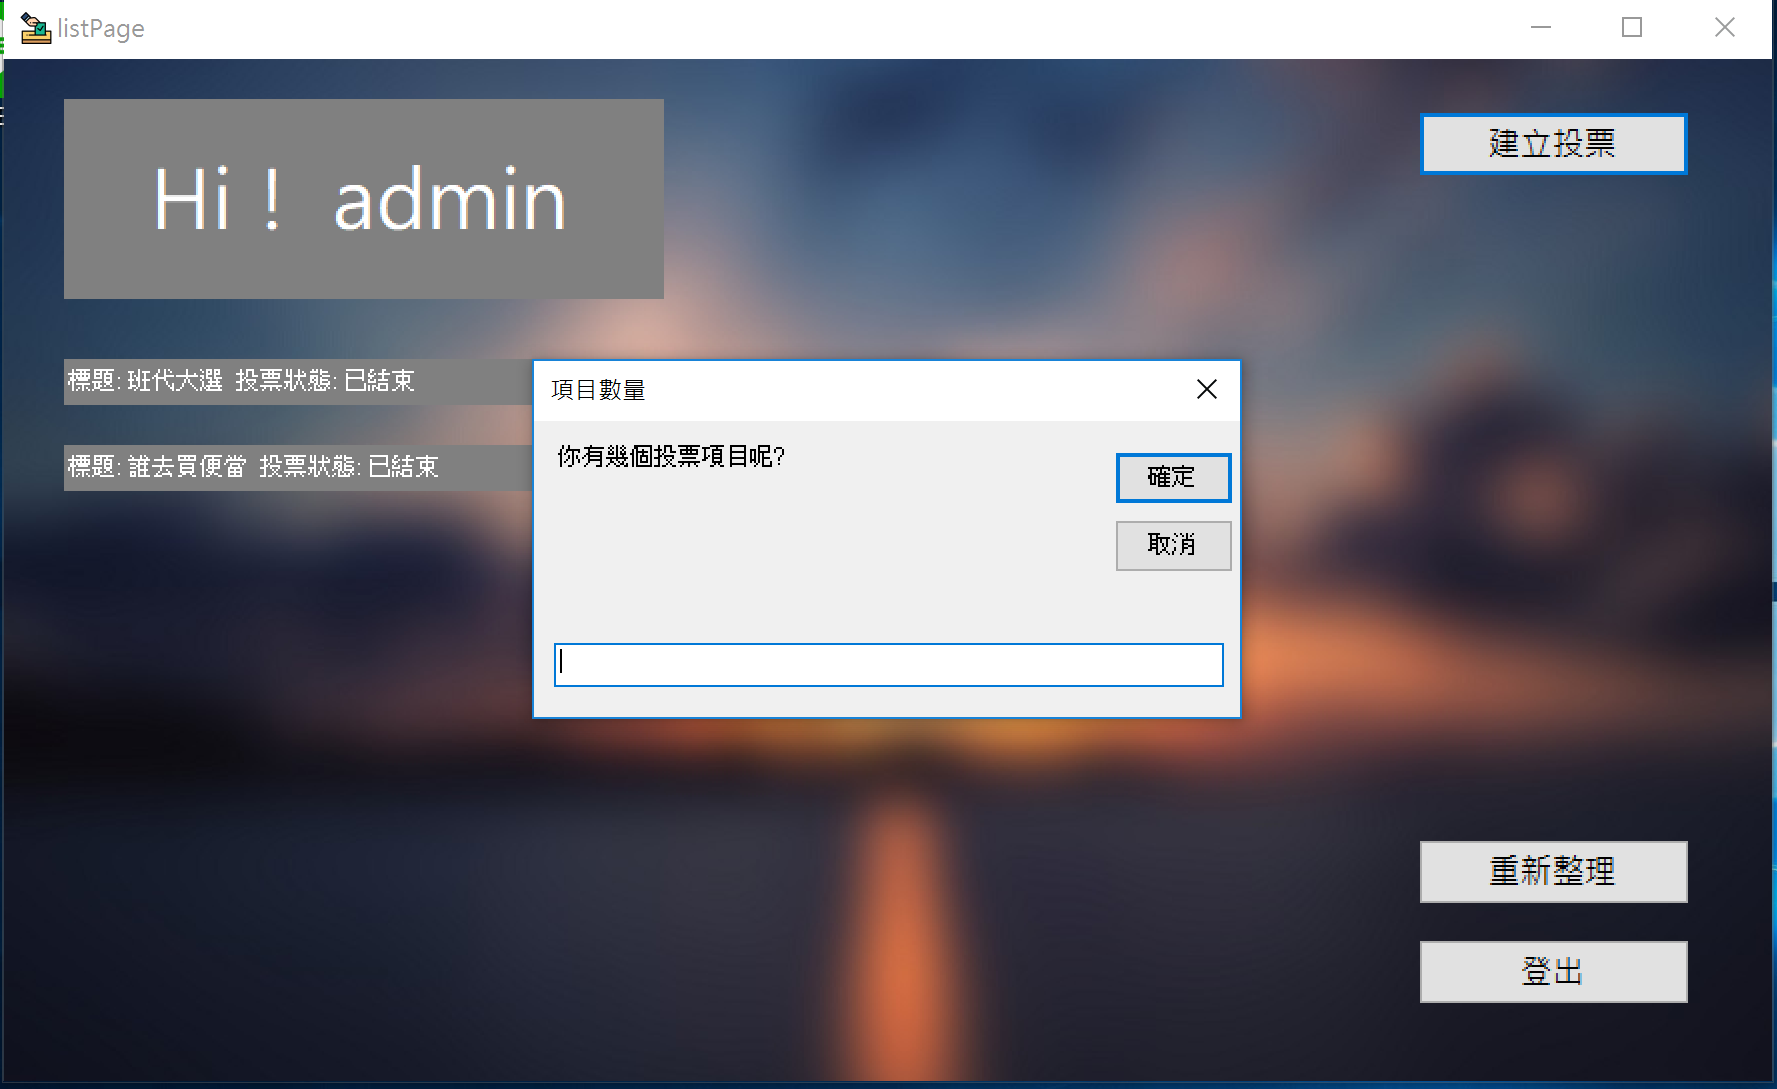 listPage
Hi！ admin
建立投票
標題: 班代大選 投票狀態: 已結束
標題: 誰去買便當 投票狀態: 已結束
項目數量
你有幾個投票項目呢?
確定
取消
重新整理
登出